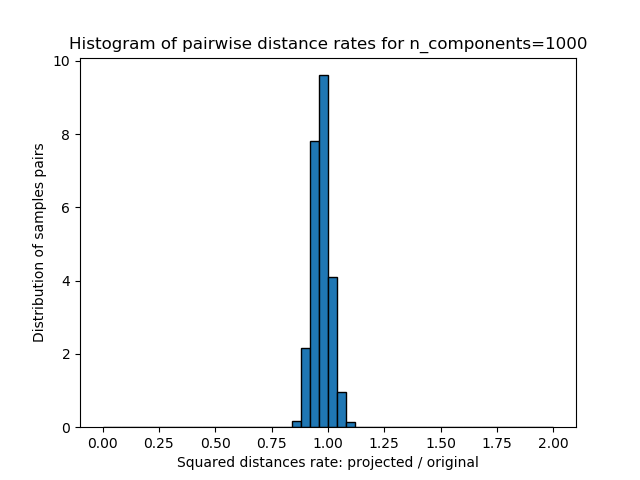 Histogram of pairwise distance rates for n_components=1000
Distribution of samples pairs
10
8
6
4
2
0
0.00 0.25 0.50 0.75 1.00 1.25 1.50 1.75 2.00
Squared distances rate: projected / original